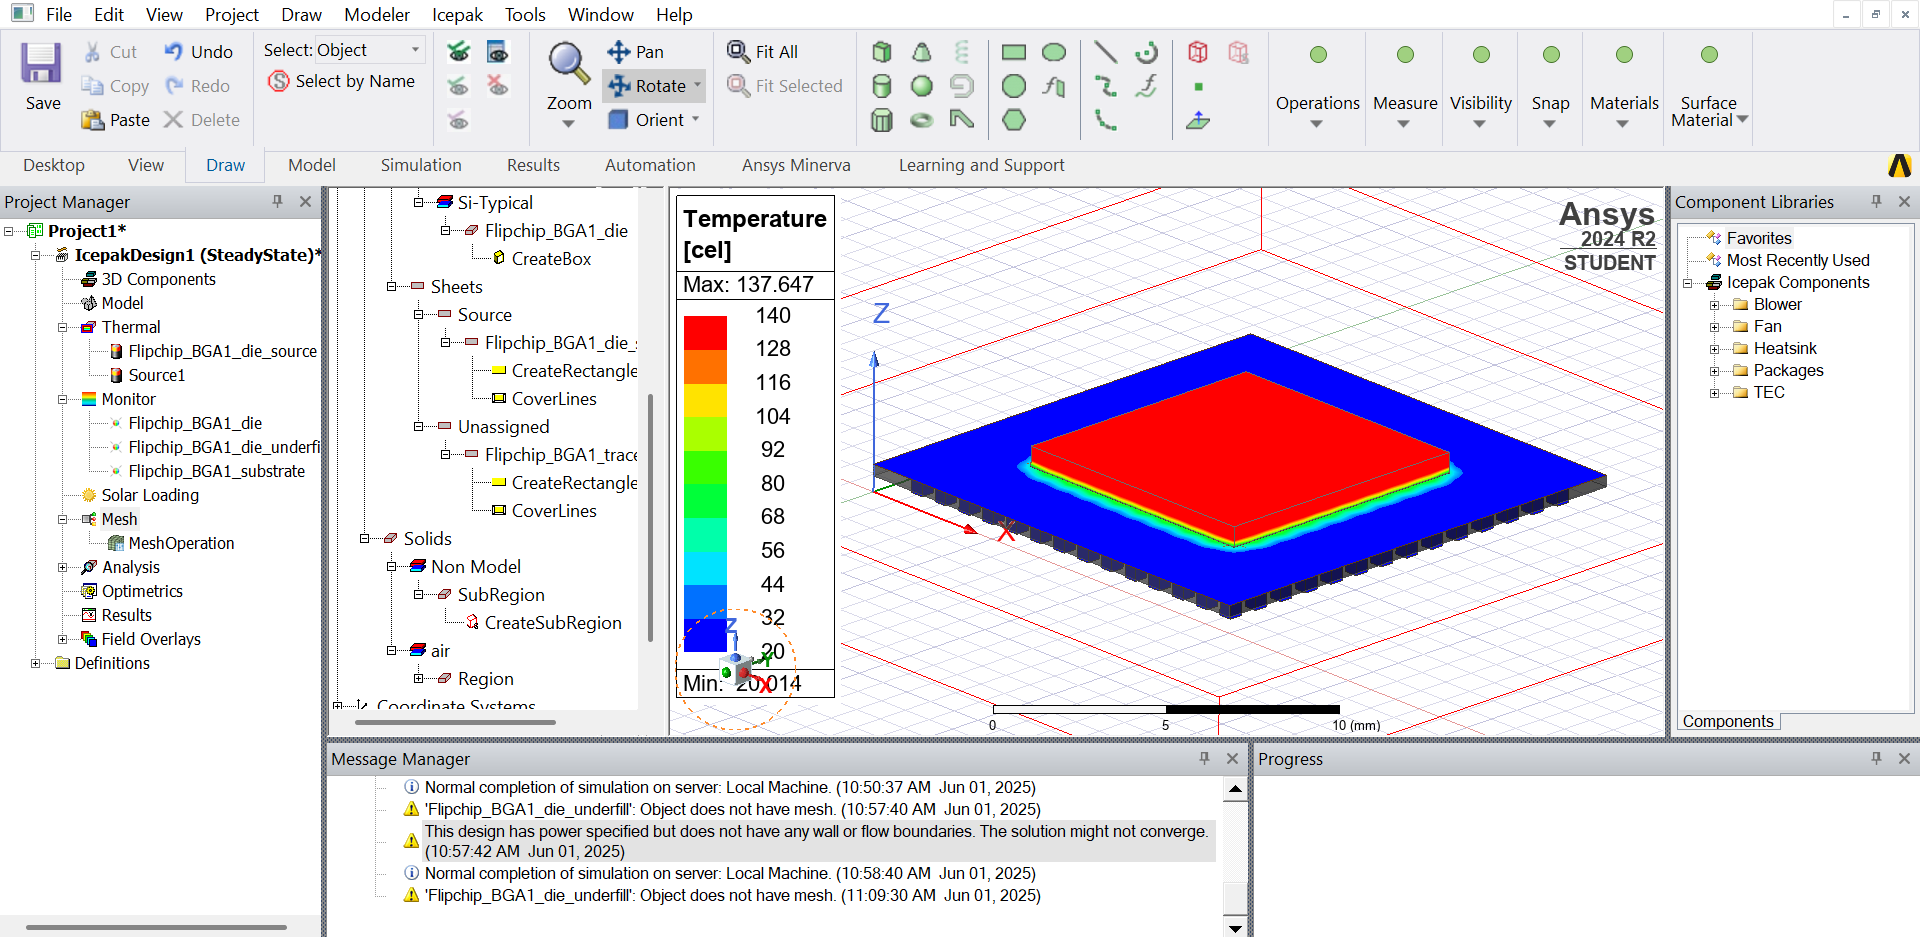 File Edit View Project Draw Modeler Icepak Tools Window Help
Save
Cut
Copy
Paste
Undo
Redo
Delete
Select: Object
Select by Name
Zoom
Pan
Rotate
Orient
Fit All
Fit Selected
Operations
Measure
Visibility
Snap
Materials
Surface
Material
Desktop View Draw Model Simulation Results Automation Ansys Minerva Learning and Support
Project Manager
Project1*
IcepakDesign1 (SteadyState)*
3D Components
Model
Thermal
Flipchip_BGA1_die_source
Source1
Monitor
Flipchip_BGA1_die
Flipchip_BGA1_die_underfi
Flipchip_BGA1_substrate
Solar Loading
Mesh
MeshOperation
Analysis
Optimetrics
Results
Field Overlays
Definitions
Si-Typical
Flipchip_BGA1_die
CreateBox
Sheets
Source
Flipchip_BGA1_die_
CreateRectangle
CoverLines
Unassigned
Flipchip_BGA1_trace
CreateRectangle
CoverLines
Solids
Non Model
SubRegion
CreateSubRegion
air
Region
Coordinate Systems
Temperature
[cel]
Max: 137.647
140
128
116
104
92
80
68
56
44
32
20
Min: 20.014
Z
Y
X
Z
X
0 5 10 (mm)
Ansys
2024 R2
STUDENT
Component Libraries
Favorites
Most Recently Used
Icepak Components
Blower
Fan
Heatsink
Packages
TEC
Components
Message Manager
Normal completion of simulation on server: Local Machine. (10:50:37 AM Jun 01, 2025)
'Flipchip_BGA1_die_underfill': Object does not have mesh. (10:57:40 AM Jun 01, 2025)
This design has power specified but does not have any wall or flow boundaries. The solution might not converge.
(10:57:42 AM Jun 01, 2025)
Normal completion of simulation on server: Local Machine. (10:58:40 AM Jun 01, 2025)
'Flipchip_BGA1_die_underfill': Object does not have mesh. (11:09:30 AM Jun 01, 2025)
Progress